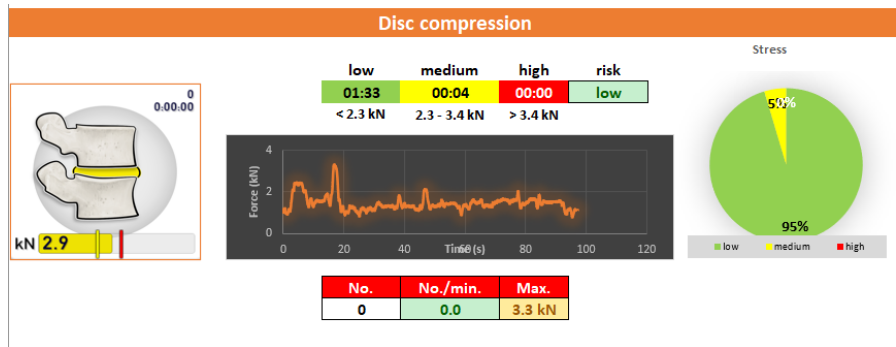 Disc compression
low medium high risk
01:33 00:04 00:00 low
< 2.3 kN 2.3 - 3.4 kN > 3.4 kN
0
0:00:00
kN 2.9
Force (kN)
4
2
0
0 20 40 60 80 100 120
Time (s)
Stress
5% 0%
95%
low medium high
No. No./min. Max.
0 0.0 3.3 kN